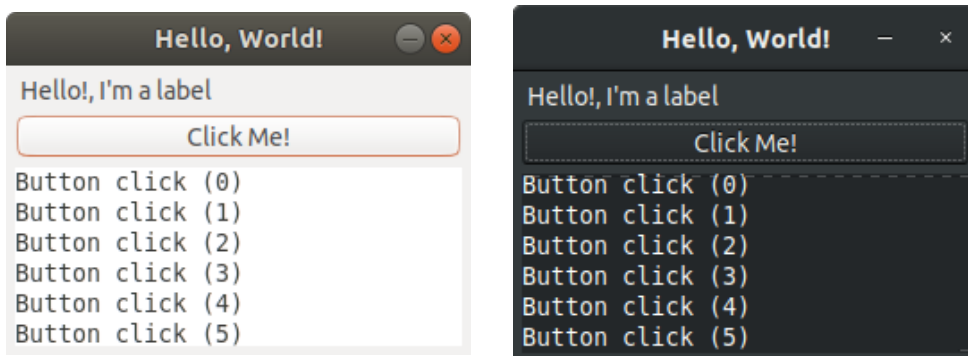 Hello, World!
Hello!, I'm a label
Click Me!
Button click (0)
Button click (1)
Button click (2)
Button click (3)
Button click (4)
Button click (5)
Hello, World!
Hello!, I'm a label
Click Me!
Button click (0)
Button click (1)
Button click (2)
Button click (3)
Button click (4)
Button click (5)